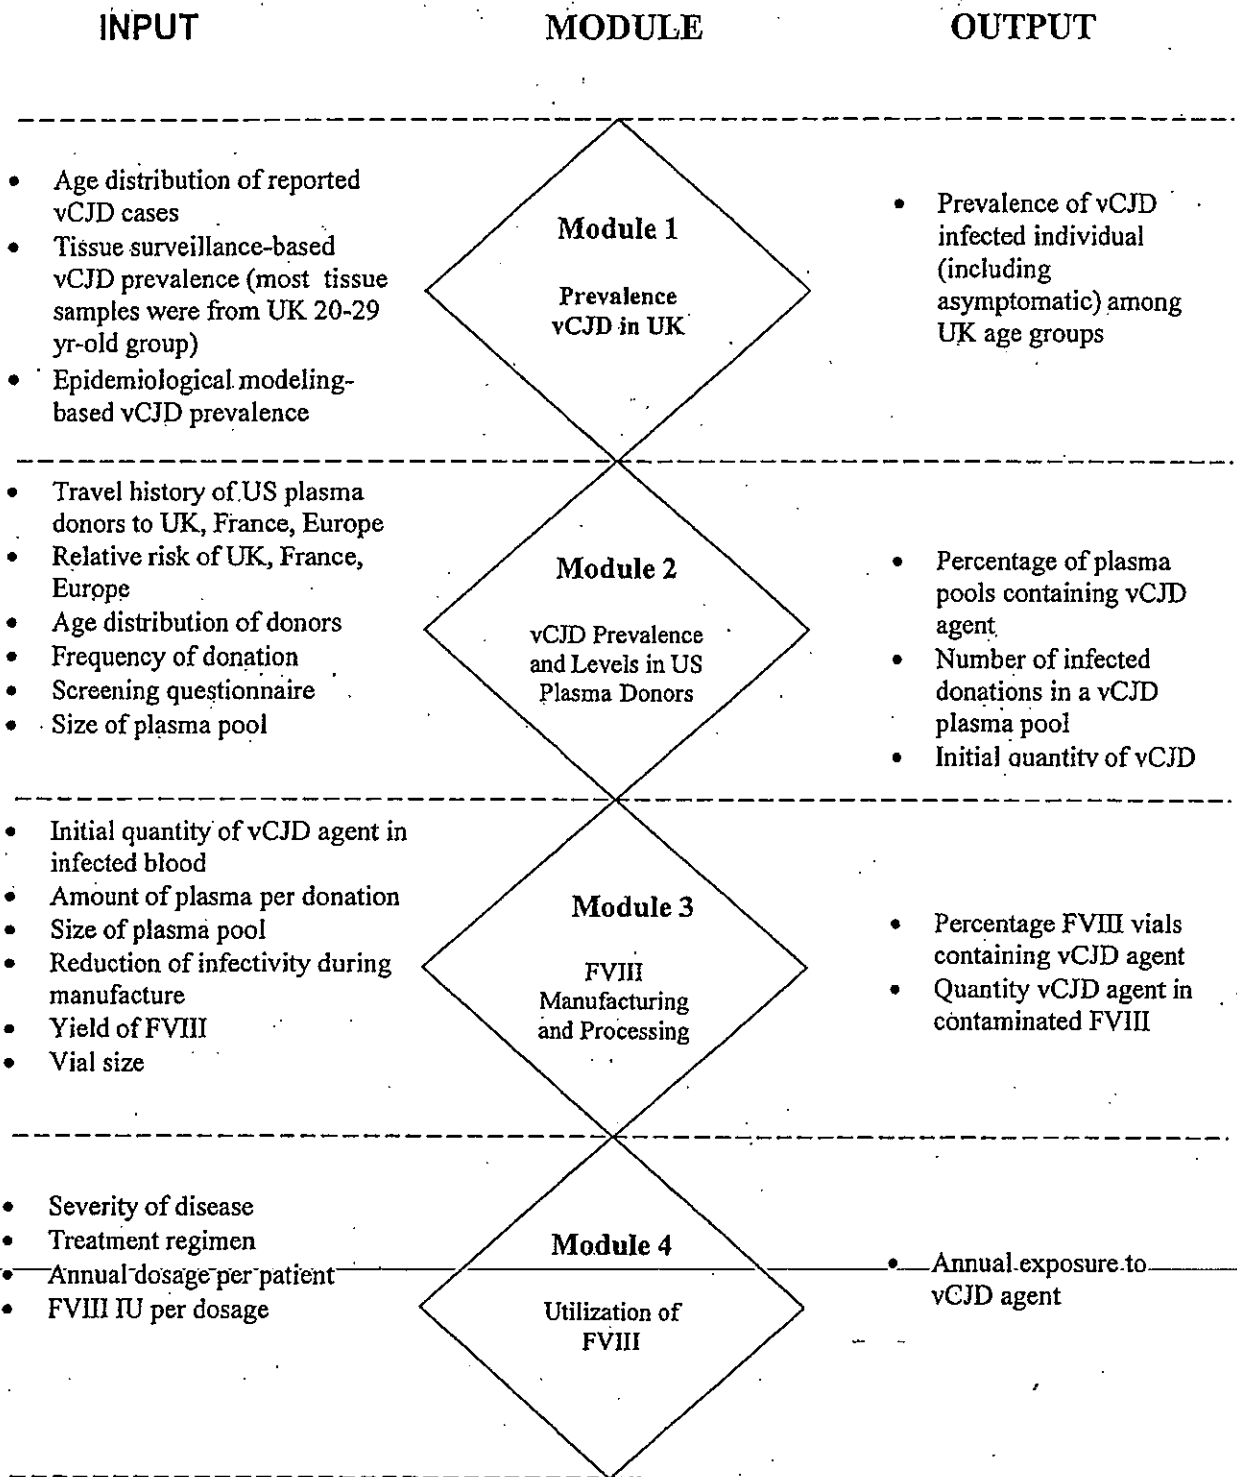 INPUT
MODULE
OUTPUT
• Age distribution of reported
vCJD cases
• Tissue surveillance-based
vCJD prevalence (most tissue
samples were from UK 20-29
yr-old group)
• Epidemiological modeling-
based vCJD prevalence
Module 1
Prevalence
vCJD in UK
• Prevalence of vCJD
infected individual
(including
asymptomatic) among
UK age groups
• Travel history of US plasma
donors to UK, France, Europe
• Relative risk of UK, France,
Europe
• Age distribution of donors
• Frequency of donation
• Screening questionnaire
• Size of plasma pool
Module 2
vCJD Prevalence
and Levels in US
Plasma Donors
• Percentage of plasma
pools containing vCJD
agent
• Number of infected
donations in a vCJD
plasma pool
• Initial quantity of vCJD
• Initial quantity of vCJD agent in
infected blood
• Amount of plasma per donation
• Size of plasma pool
• Reduction of infectivity during
manufacture
• Yield of FVIII
• Vial size
Module 3
FVIII
Manufacturing
and Processing
• Percentage FVIII vials
containing vCJD agent
• Quantity vCJD agent in
contaminated FVIII
• Severity of disease
• Treatment regimen
• Annual dosage per patient
• FVIII IU per dosage
Module 4
Utilization of
FVIII
• Annual exposure to
vCJD agent